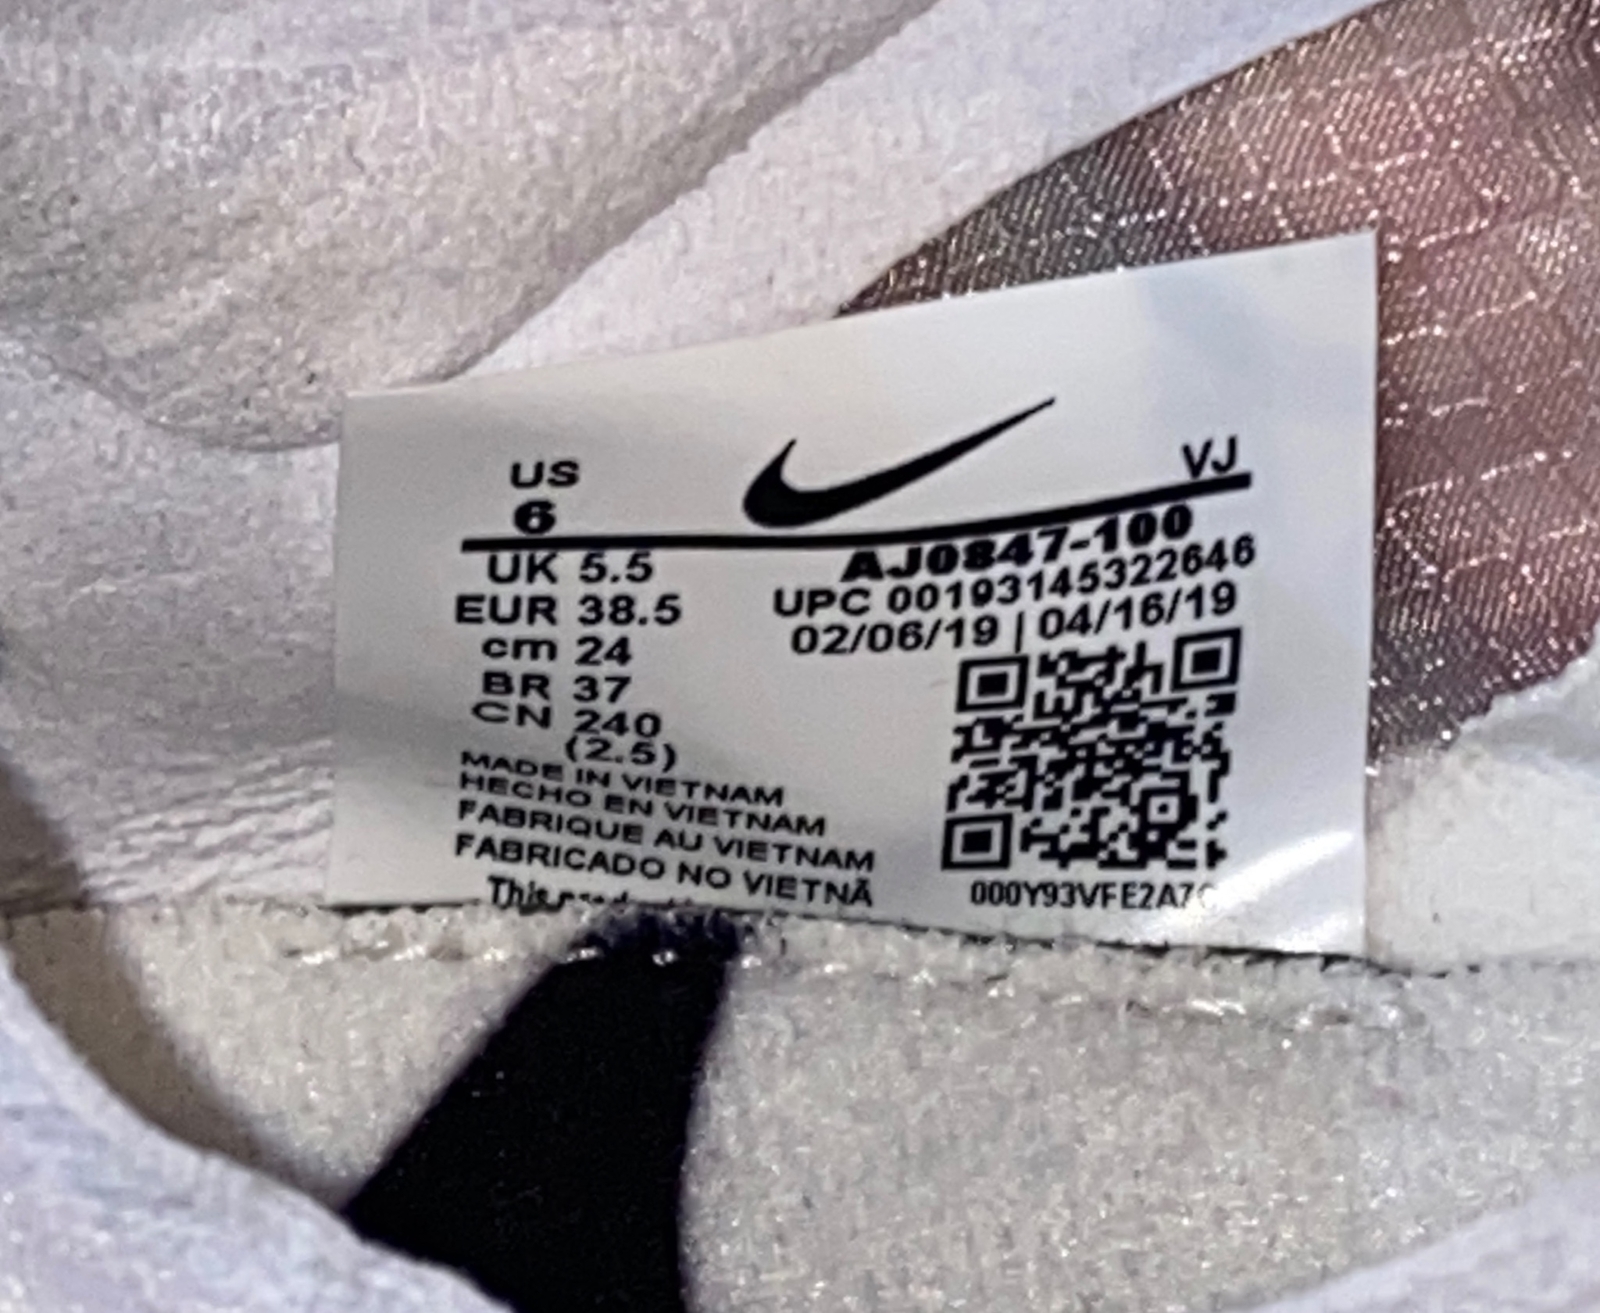 US
6
VJ
UK 5.5
EUR 38.5
cm 24
BR 37
CN 240
(2.5)
AJ0847-100
UPC 00193145322646
02/06/19 | 04/16/19
MADE IN VIETNAM
HECHO EN VIETNAM
FABRIQUE AU VIETNAM
FABRICADO NO VIETNÃ
This
000Y93VFE2A7